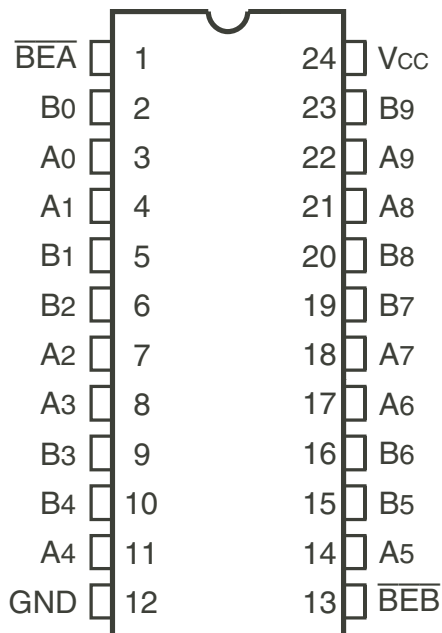 BEA 1 24 VCC
B0 2 23 B9
A0 3 22 A9
A1 4 21 A8
B1 5 20 B8
B2 6 19 B7
A2 7 18 A7
A3 8 17 A6
B3 9 16 B6
B4 10 15 B5
A4 11 14 A5
GND 12 13 BEB